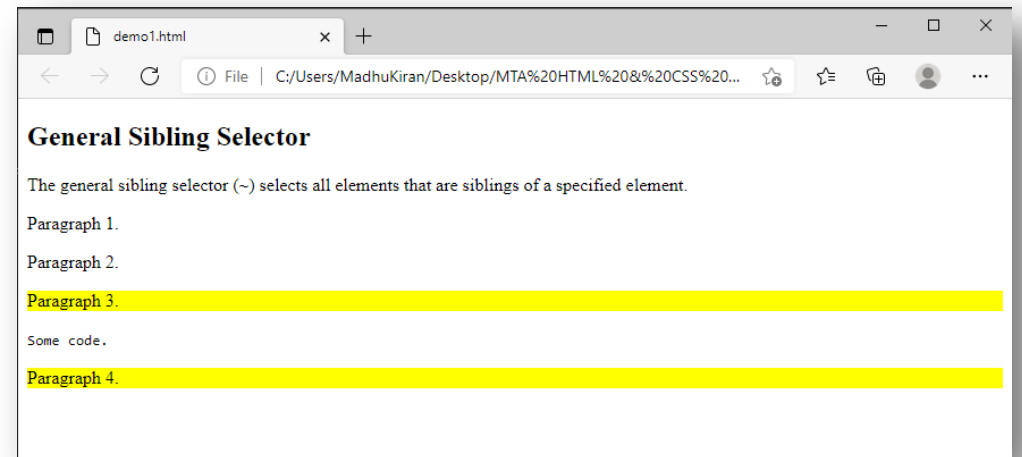 demo1.html
File | C:/Users/MadhuKiran/Desktop/MTA%20HTML%20&%20CSS%20...
General Sibling Selector
The general sibling selector (~) selects all elements that are siblings of a specified element.
Paragraph 1.
Paragraph 2.
Paragraph 3.
Some code.
Paragraph 4.